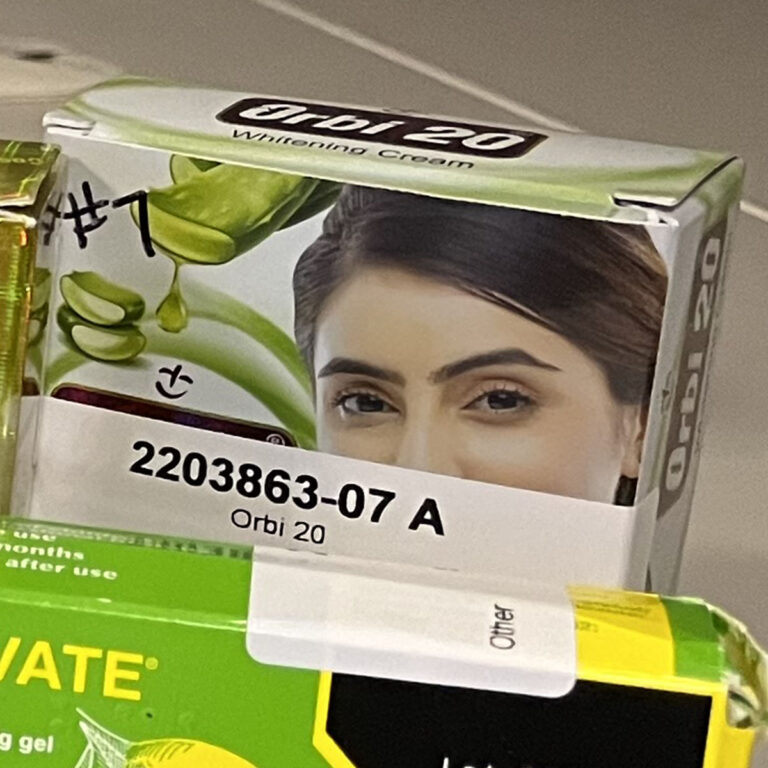 Orbi 20
Whitening Cream
#7
Orbi 20
2203863-07 A
Orbi 20
use
months
after use
Other
VATE®
g gel